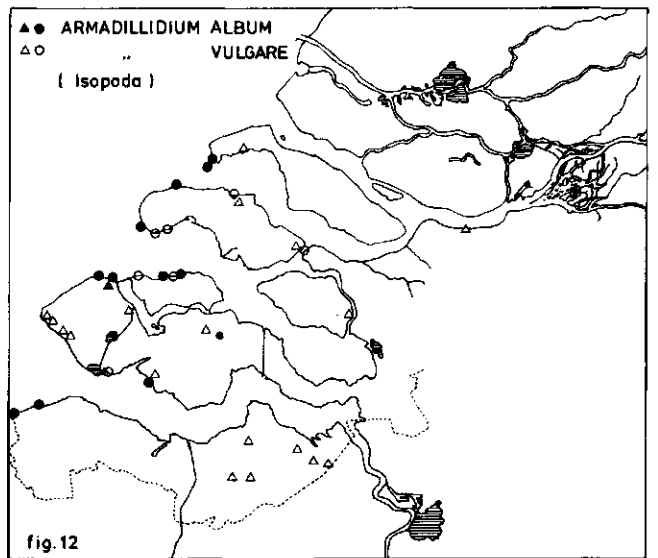 ▲● ARMADILLIDIUM ALBUM
△○ „ VULGARE
( Isopoda )
fig.12